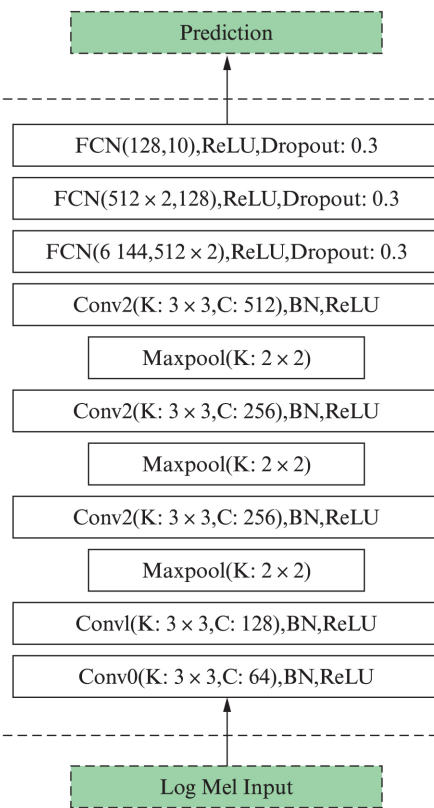 Prediction
FCN(128,10),ReLU,Dropout: 0.3
FCN(512 × 2,128),ReLU,Dropout: 0.3
FCN(6 144,512 × 2),ReLU,Dropout: 0.3
Conv2(K: 3 × 3,C: 512),BN,ReLU
Maxpool(K: 2 × 2)
Conv2(K: 3 × 3,C: 256),BN,ReLU
Maxpool(K: 2 × 2)
Conv2(K: 3 × 3,C: 256),BN,ReLU
Maxpool(K: 2 × 2)
Convl(K: 3 × 3,C: 128),BN,ReLU
Conv0(K: 3 × 3,C: 64),BN,ReLU
Log Mel Input